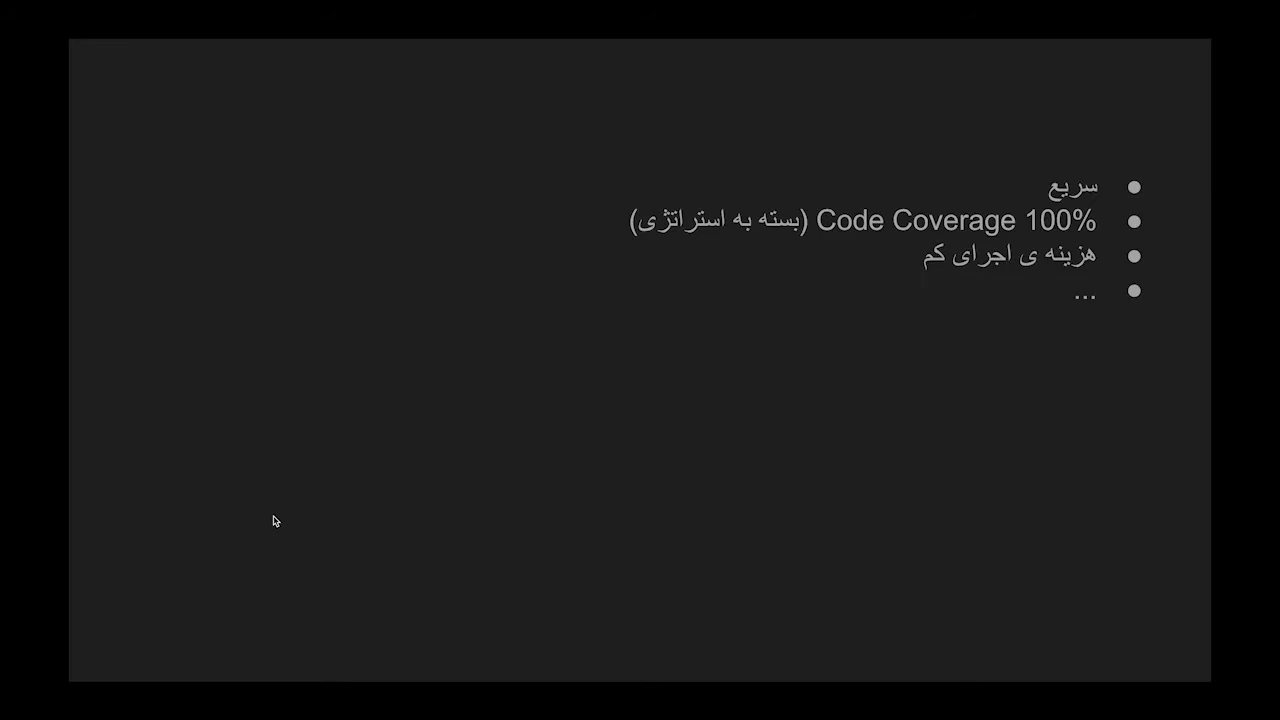 ● سریع
● Code Coverage 100% (بسته به استراتژی)
● هزینه ی اجرای کم
● ...